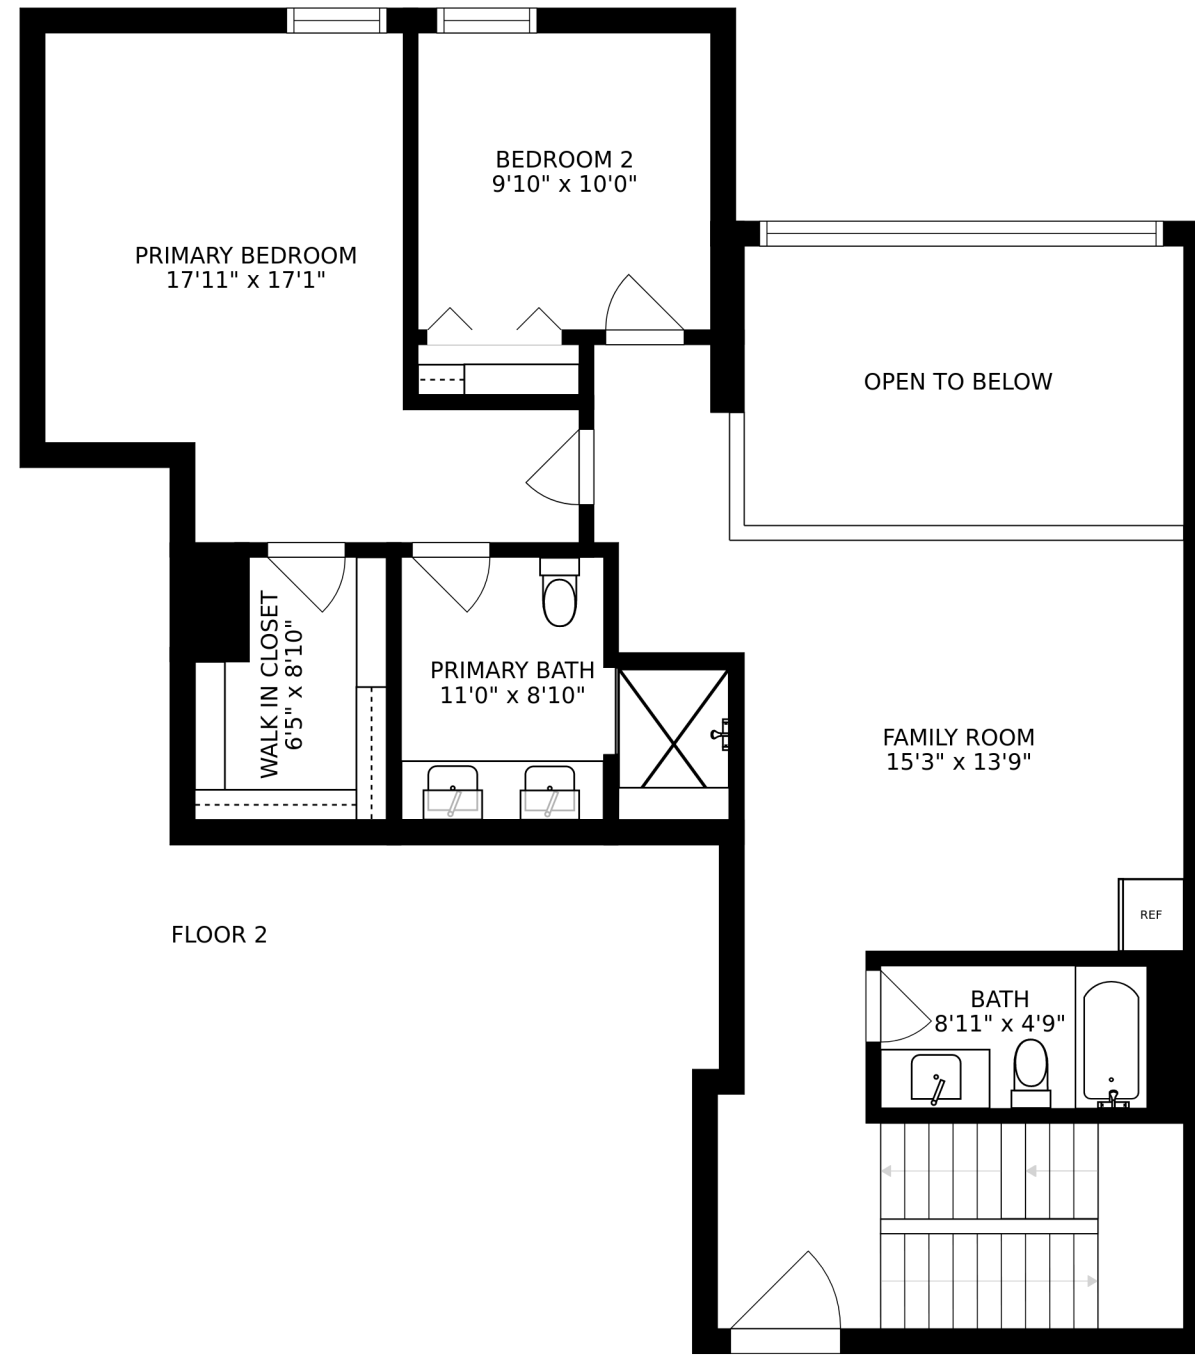 BEDROOM 2
9'10" x 10'0"
PRIMARY BEDROOM
17'11" x 17'1"
OPEN TO BELOW
WALK IN CLOSET
6'5" x 8'10"
PRIMARY BATH
11'0" x 8'10"
FAMILY ROOM
15'3" x 13'9"
REF
FLOOR 2
BATH
8'11" x 4'9"